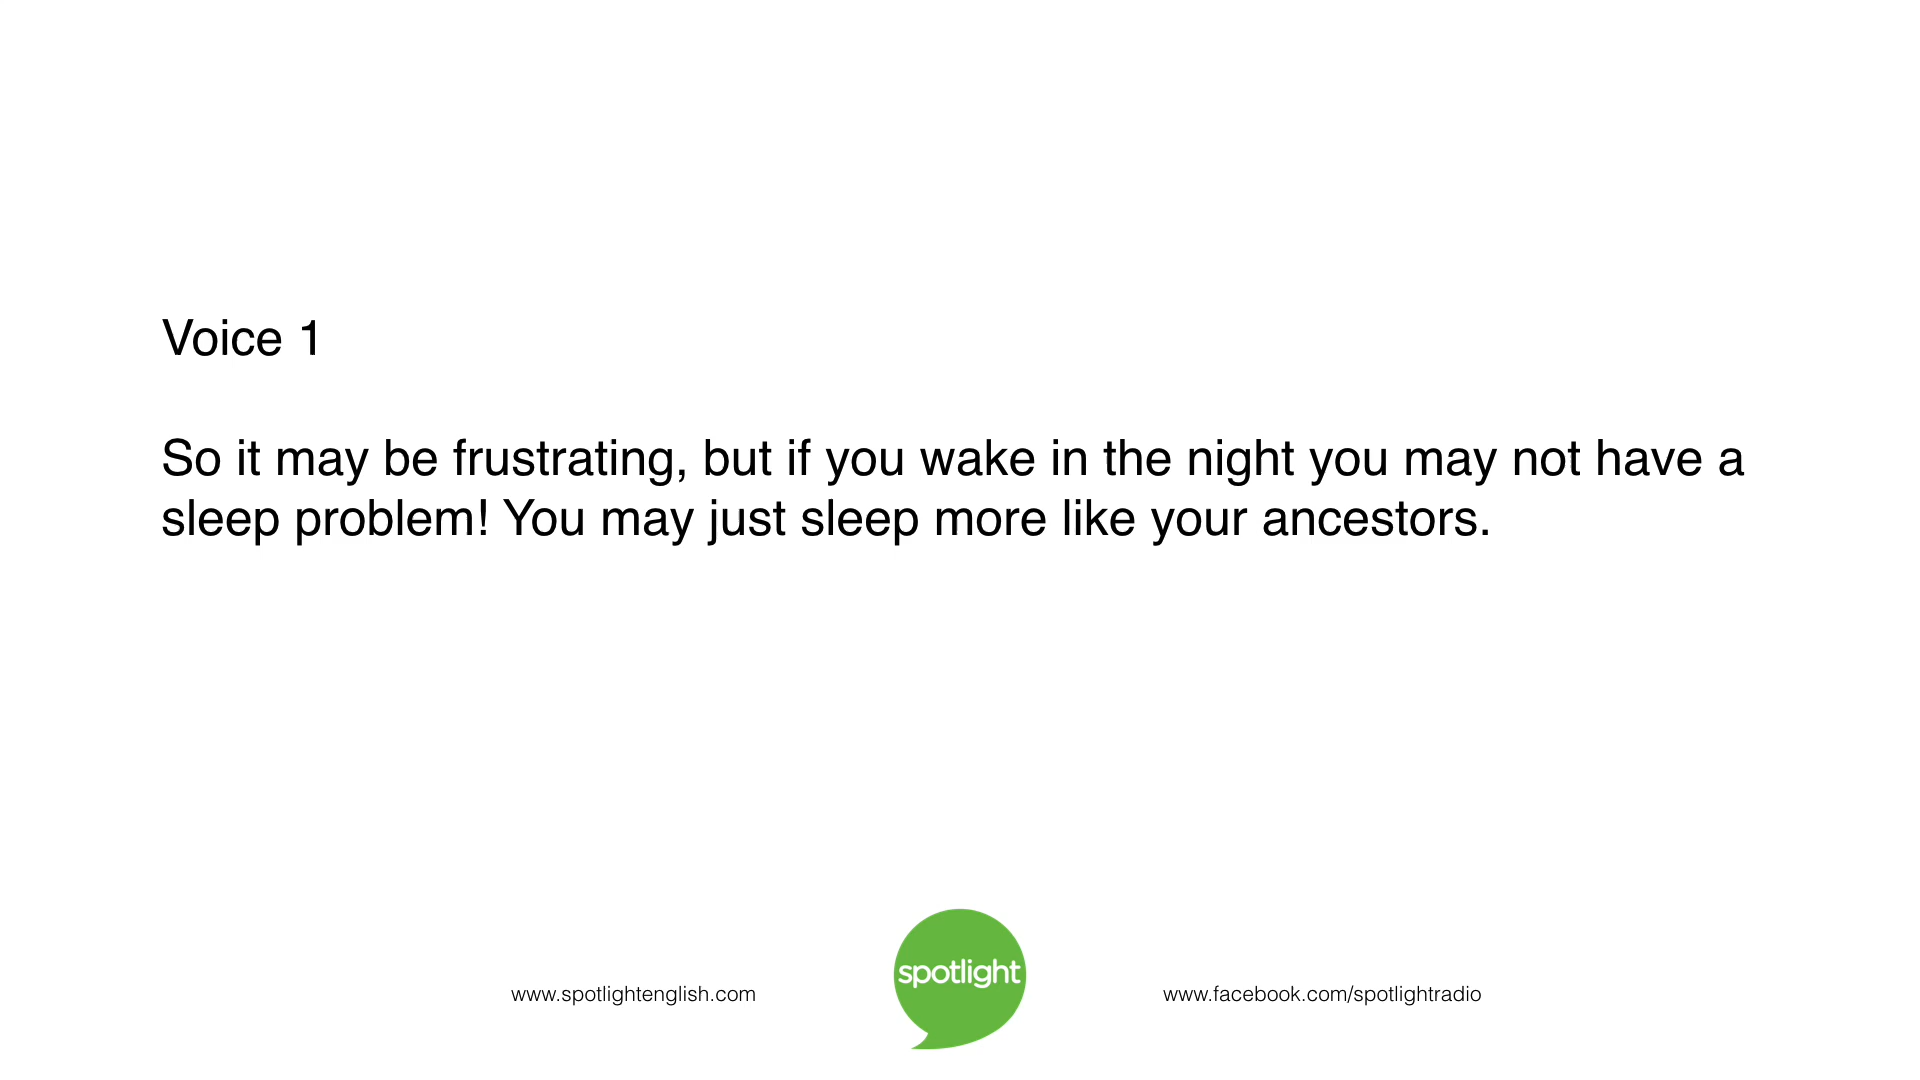 Voice 1
So it may be frustrating, but if you wake in the night you may not have a
sleep problem! You may just sleep more like your ancestors.
spotlight
www.spotlightenglish.com
www.facebook.com/spotlightradio